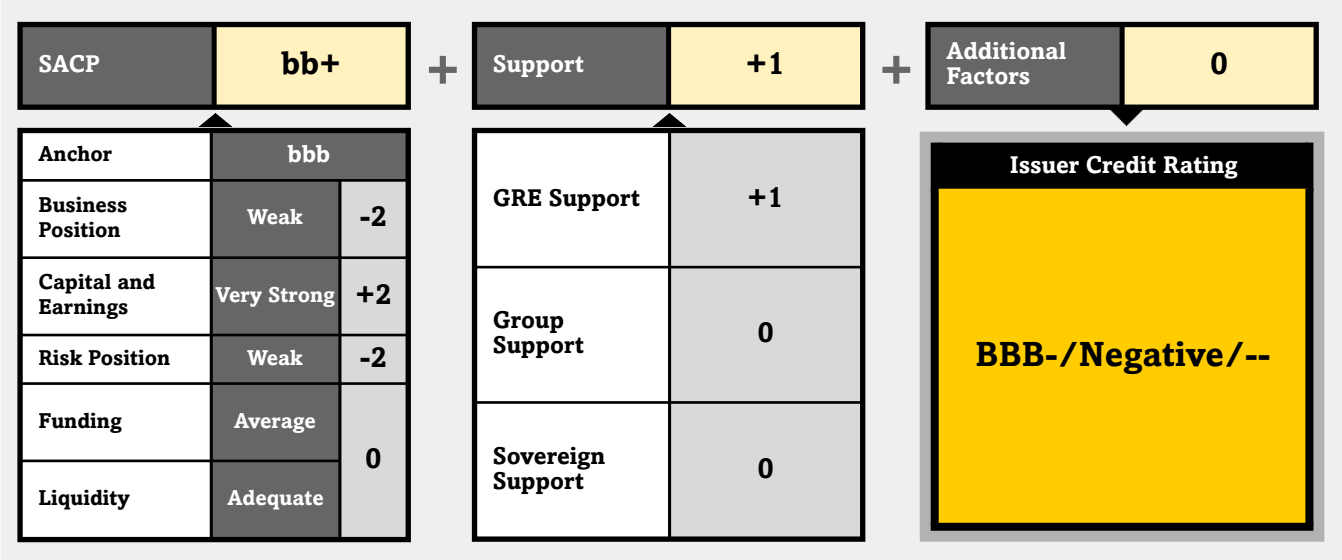 SACP
bb+
+
Support
+1
+
Additional
Factors
0
Anchor
bbb
Business
Position
Weak
-2
Capital and
Earnings
Very Strong
+2
Risk Position
Weak
-2
Funding
Average
0
Liquidity
Adequate
GRE Support
+1
Group
Support
0
Sovereign
Support
0
Issuer Credit Rating
BBB-/Negative/--